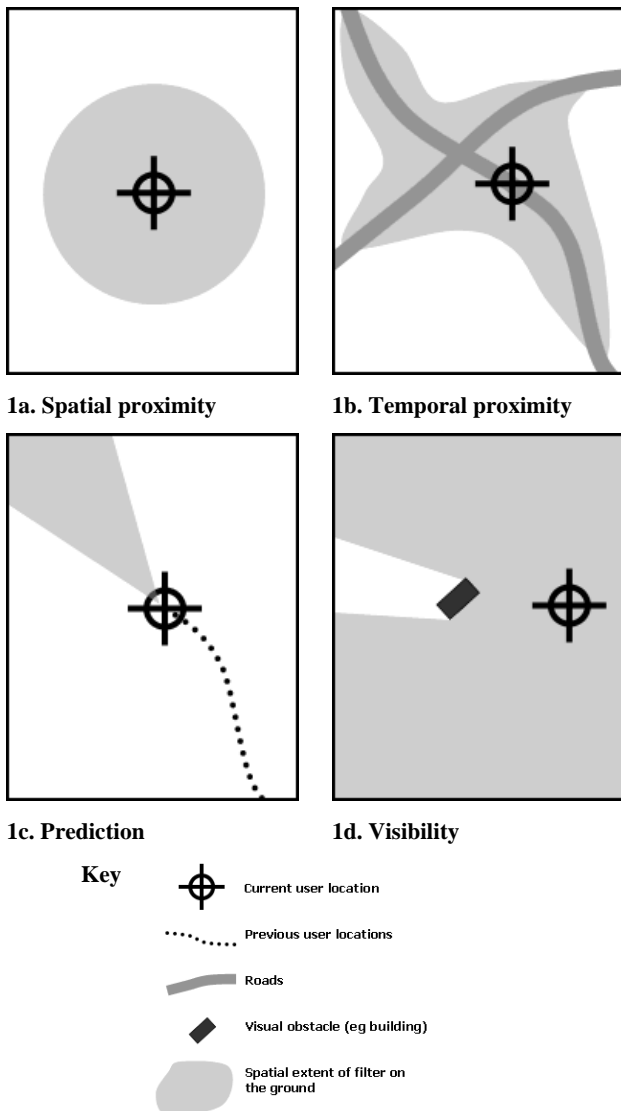 1a. Spatial proximity
1b. Temporal proximity
1c. Prediction
1d. Visibility
Key
Current user location
Previous user locations
Roads
Visual obstacle (eg building)
Spatial extent of filter on
the ground